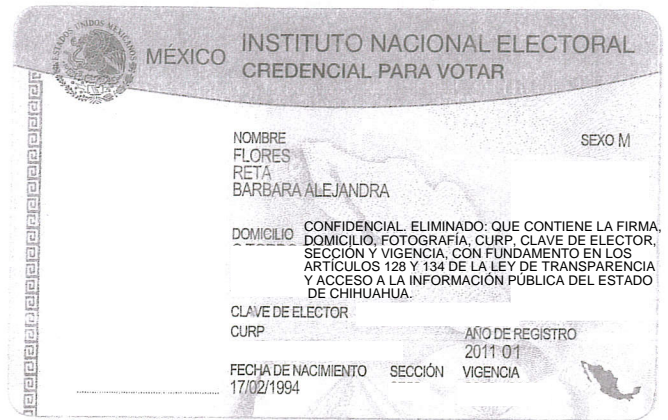 ESTADOS UNIDOS MEXICANOS
MÉXICO
INSTITUTO NACIONAL ELECTORAL
CREDENCIAL PARA VOTAR
NOMBRE
SEXO M
FLORES
RETA
BARBARA ALEJANDRA
DOMICILIO
CONFIDENCIAL. ELIMINADO: QUE CONTIENE LA FIRMA,
DOMICILIO, FOTOGRAFÍA, CURP, CLAVE DE ELECTOR,
SECCIÓN Y VIGENCIA, CON FUNDAMENTO EN LOS
ARTÍCULOS 128 Y 134 DE LA LEY DE TRANSPARENCIA
Y ACCESO A LA INFORMACIÓN PÚBLICA DEL ESTADO
DE CHIHUAHUA.
CLAVE DE ELECTOR
CURP
AÑO DE REGISTRO
2011 01
FECHA DE NACIMIENTO SECCIÓN VIGENCIA
17/02/1994